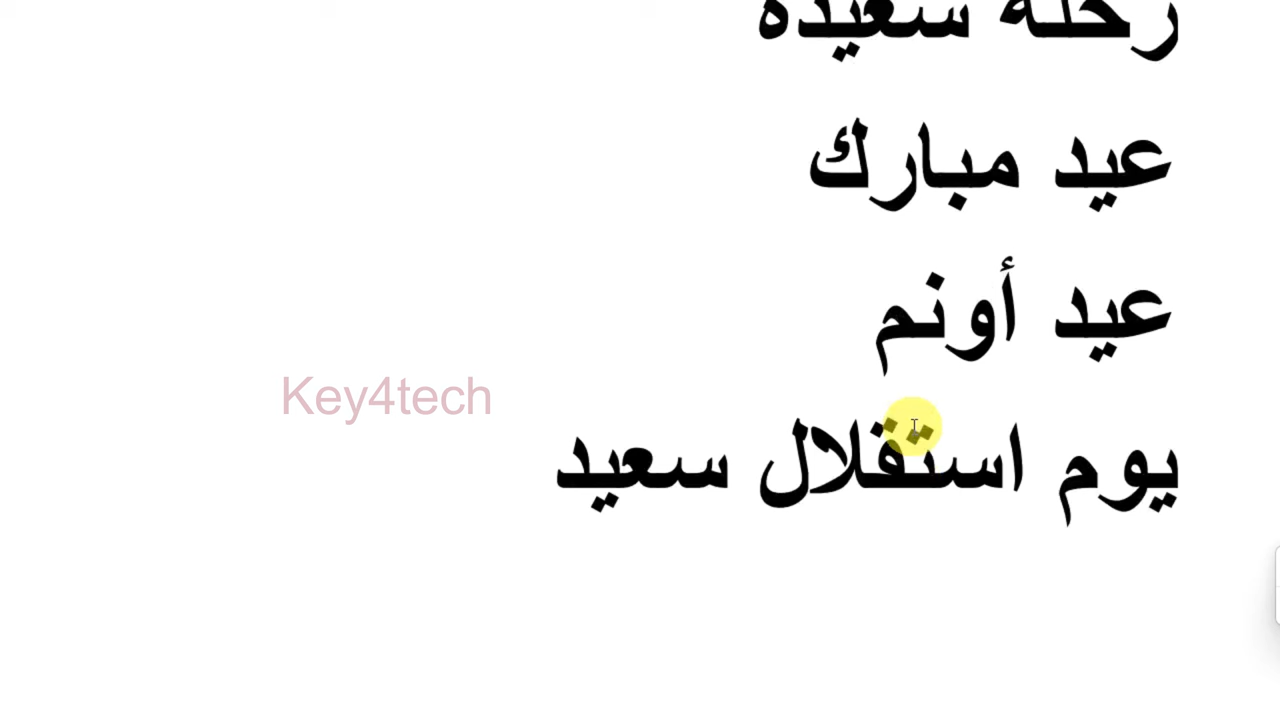 رحلة سعيدة
عيد مبارك
عيد أونم
Key4tech
يوم استقلال سعيد